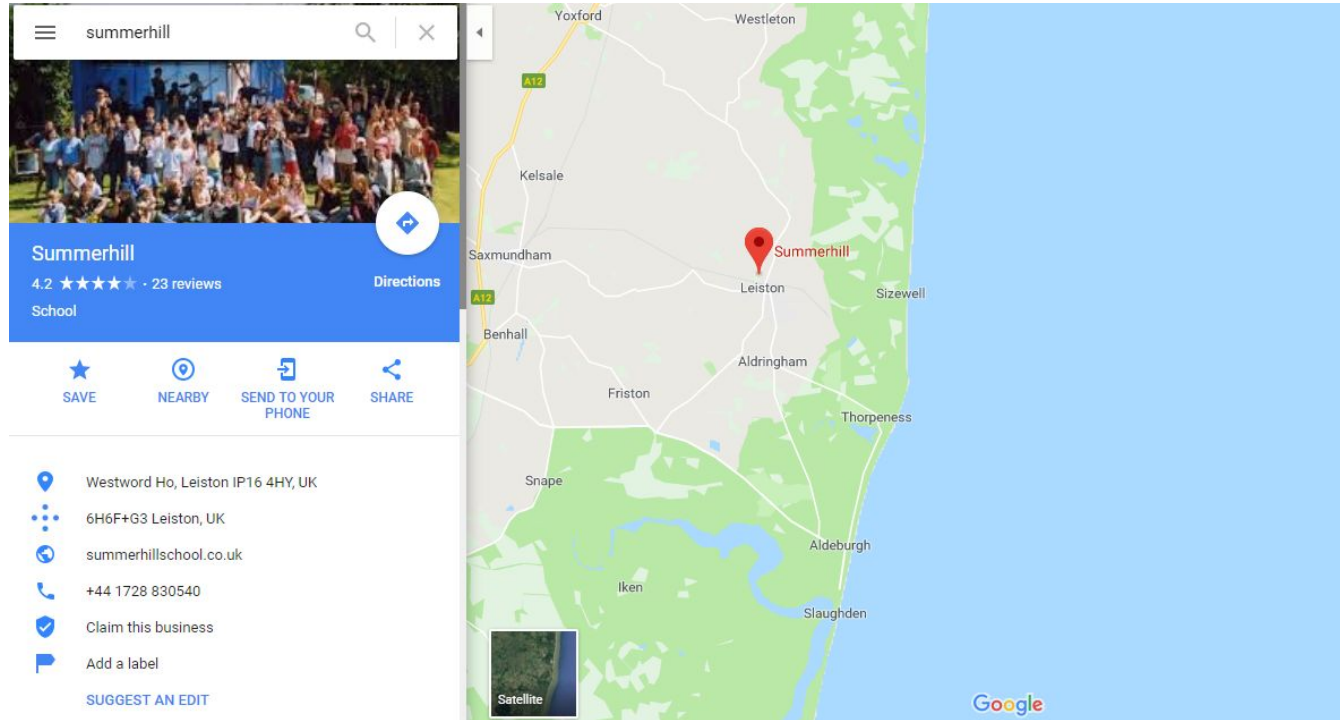 summerhill
Summerhill
4.2
· 23 reviews
Directions
School
SAVE
NEARBY
SEND TO YOUR
PHONE
SHARE
Westword Ho, Leiston IP16 4HY, UK
6H6F+G3 Leiston, UK
summerhillschool.co.uk
+44 1728 830540
Claim this business
Add a label
SUGGEST AN EDIT
Yoxford
Westleton
A12
Kelsale
Saxmundham
Summerhill
Leiston
Sizewell
A12
Benhall
Aldringham
Friston
Thorpeness
Snape
Aldeburgh
Iken
Slaughden
Satellite
Google